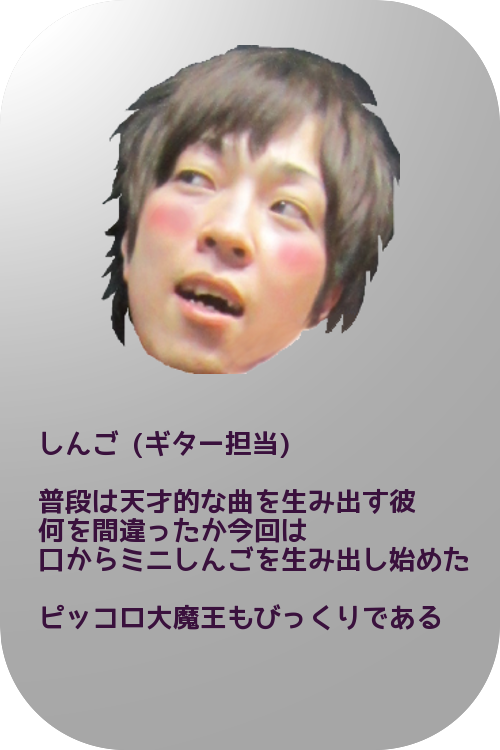 しんご (ギター担当)
普段は天才的な曲を生み出す彼
何を間違ったか今回は
口からミニしんごを生み出し始めた
ピッコロ大魔王もびっくりである